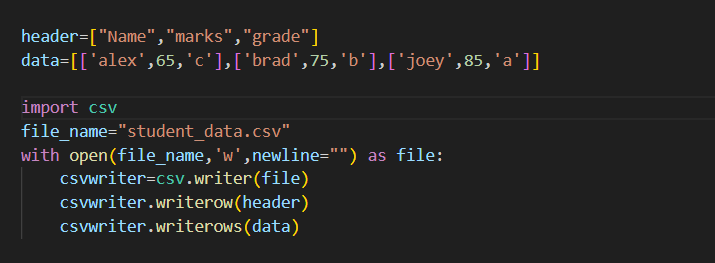 header=["Name","marks","grade"]
data=[['alex',65,'c'],['brad',75,'b'],['joey',85,'a']]
import csv
file_name="student_data.csv"
with open(file_name,'w',newline="") as file:
    csvwriter=csv.writer(file)
    csvwriter.writerow(header)
    csvwriter.writerows(data)